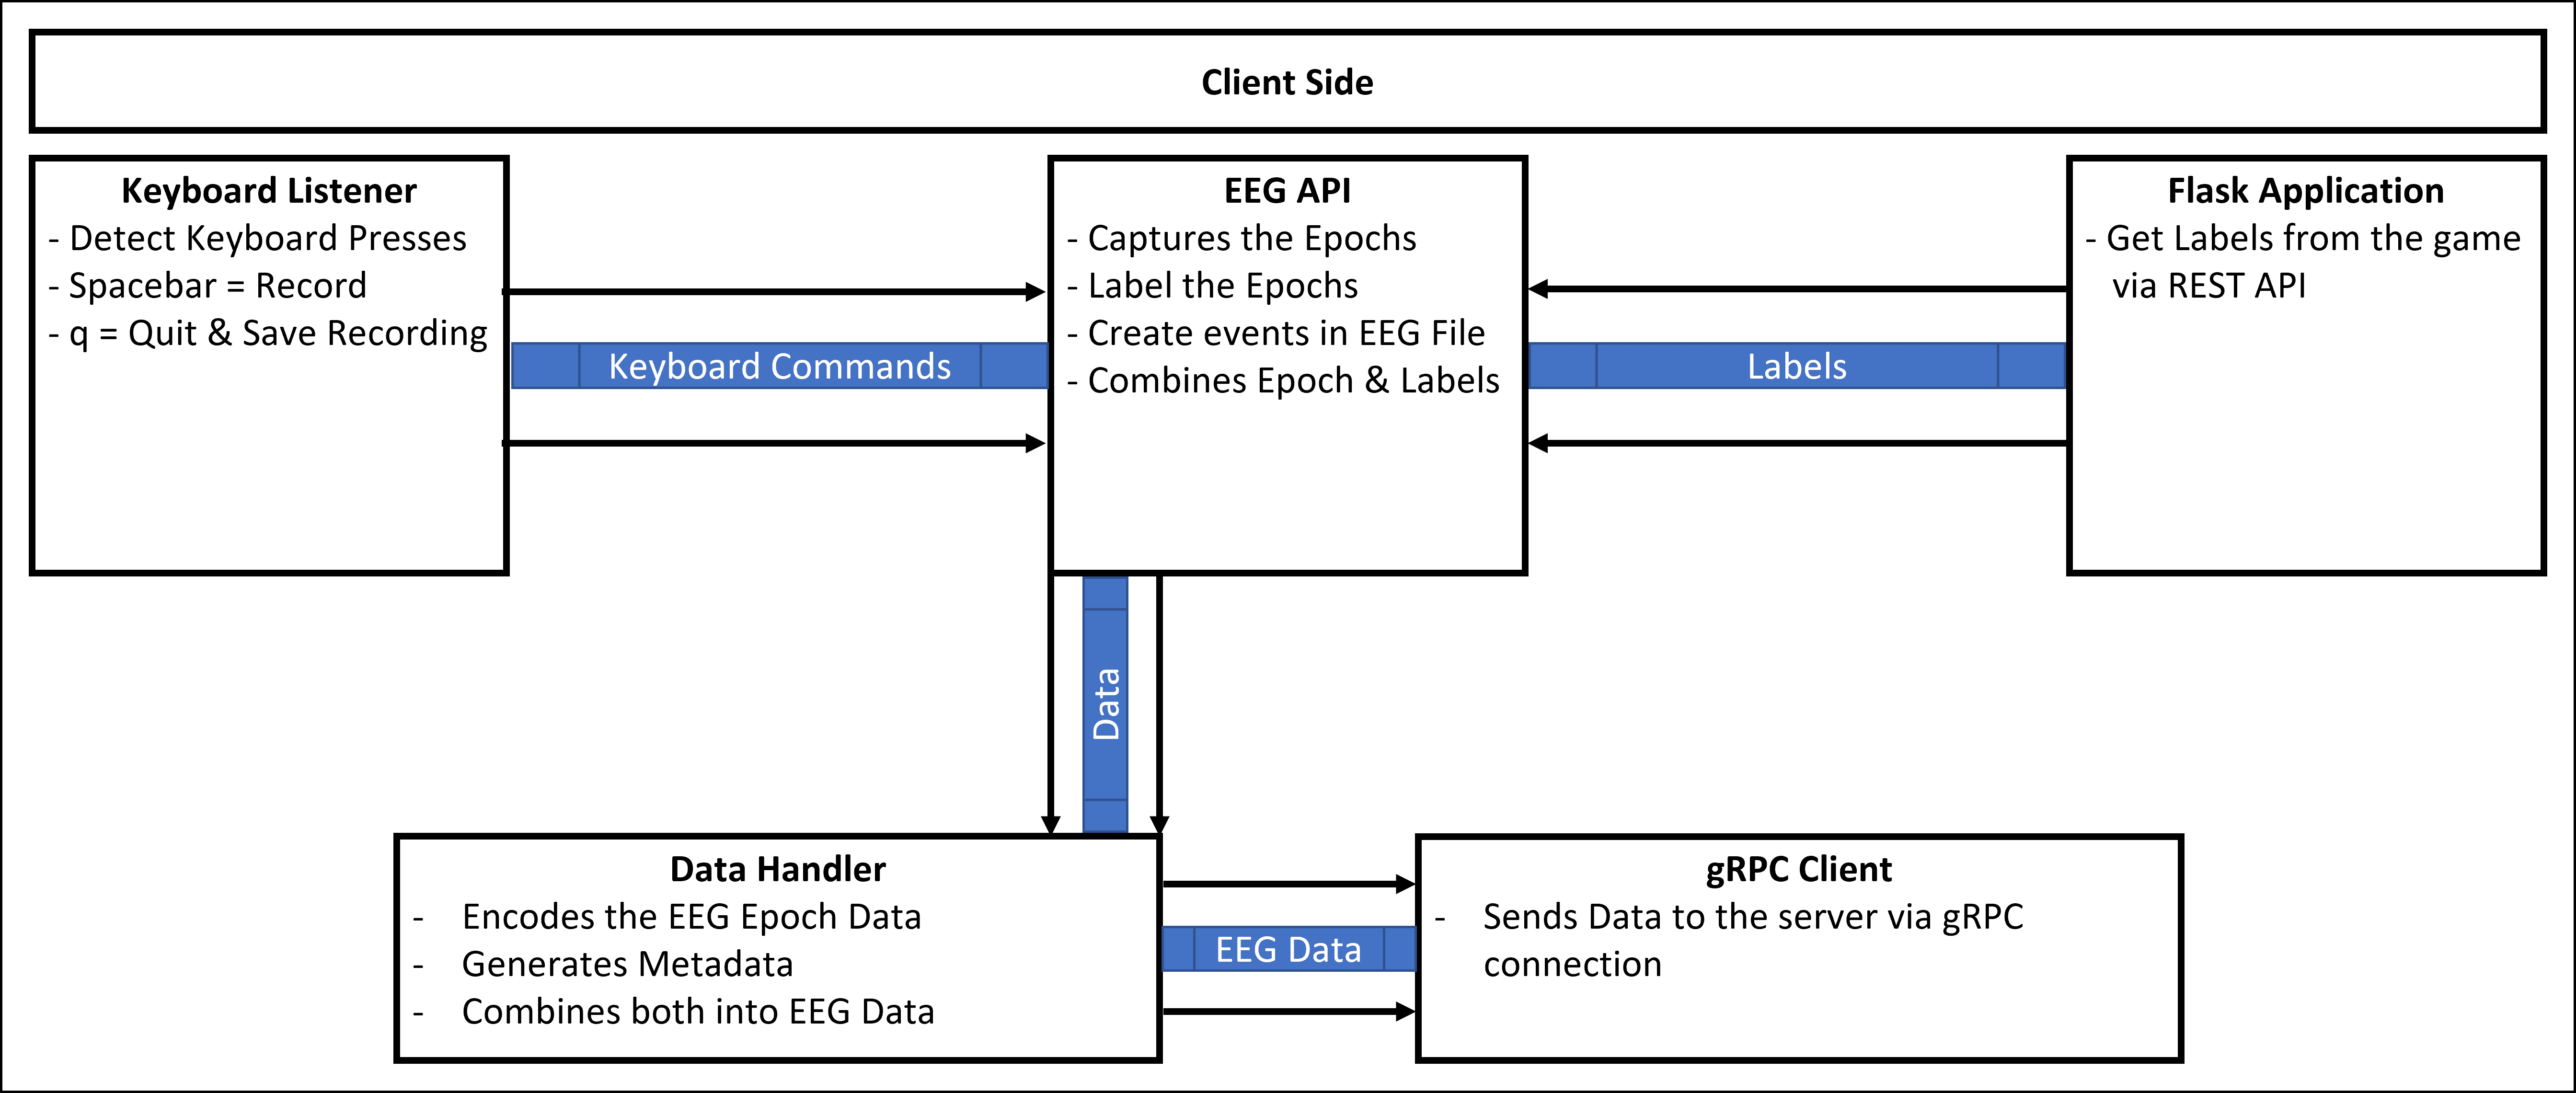 Client Side
Keyboard Listener
- Detect Keyboard Presses
- Spacebar = Record
- q = Quit & Save Recording
Keyboard Commands
EEG API
- Captures the Epochs
- Label the Epochs
- Create events in EEG File
- Combines Epoch & Labels
Labels
Flask Application
- Get Labels from the game
via REST API
Data
Data Handler
- Encodes the EEG Epoch Data
- Generates Metadata
- Combines both into EEG Data
EEG Data
gRPC Client
- Sends Data to the server via gRPC
connection